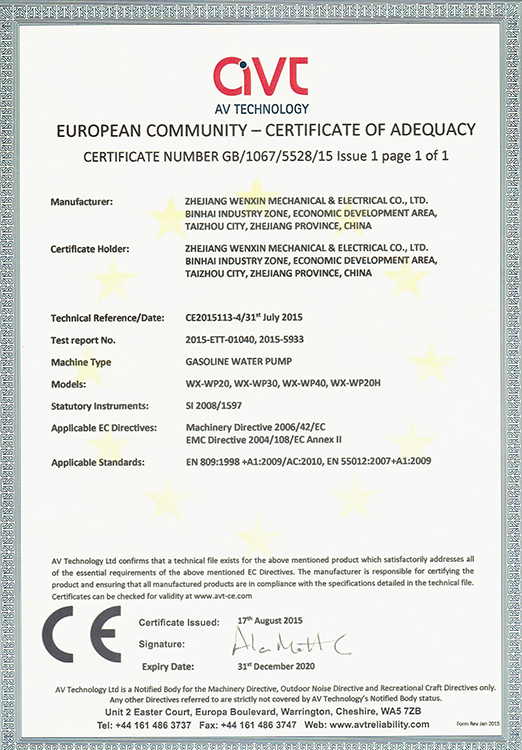 avt
AV TECHNOLOGY
EUROPEAN COMMUNITY – CERTIFICATE OF ADEQUACY
CERTIFICATE NUMBER GB/1067/5528/15 Issue 1 page 1 of 1
Manufacturer: ZHEJIANG WENXIN MECHANICAL & ELECTRICAL CO., LTD.
BINHAI INDUSTRY ZONE, ECONOMIC DEVELOPMENT AREA,
TAIZHOU CITY, ZHEJIANG PROVINCE, CHINA
Certificate Holder: ZHEJIANG WENXIN MECHANICAL & ELECTRICAL CO., LTD.
BINHAI INDUSTRY ZONE, ECONOMIC DEVELOPMENT AREA,
TAIZHOU CITY, ZHEJIANG PROVINCE, CHINA
Technical Reference/Date: CE2015113-4/31st July 2015
Test report No. 2015-ETT-01040, 2015-5933
Machine Type GASOLINE WATER PUMP
Models: WX-WP20, WX-WP30, WX-WP40, WX-WP20H
Statutory Instruments: SI 2008/1597
Applicable EC Directives: Machinery Directive 2006/42/EC
EMC Directive 2004/108/EC Annex II
Applicable Standards: EN 809:1998 +A1:2009/AC:2010, EN 55012:2007+A1:2009
AV Technology Ltd confirms that a technical file exists for the above mentioned product which satisfactorily addresses all
of the essential requirements of the above mentioned EC Directives. The manufacturer is responsible for certifying the
product and ensuring that all manufactured products are in compliance with the specifications detailed in the technical file.
Certificates can be checked for validity at www.avt-ce.com
CE
Certificate Issued: 17th August 2015
Signature:
Expiry Date: 31st December 2020
AV Technology Ltd is a Notified Body for the Machinery Directive, Outdoor Noise Directive and Recreational Craft Directives only.
Any other Directives referred to are strictly not covered by AV Technology's Notified Body status.
Unit 2 Easter Court, Europa Boulevard, Warrington, Cheshire, WA5 7ZB
Tel: +44 161 486 3737 Fax: +44 161 486 3747 Web: www.avtreliability.com
Form Rev Jan 2015